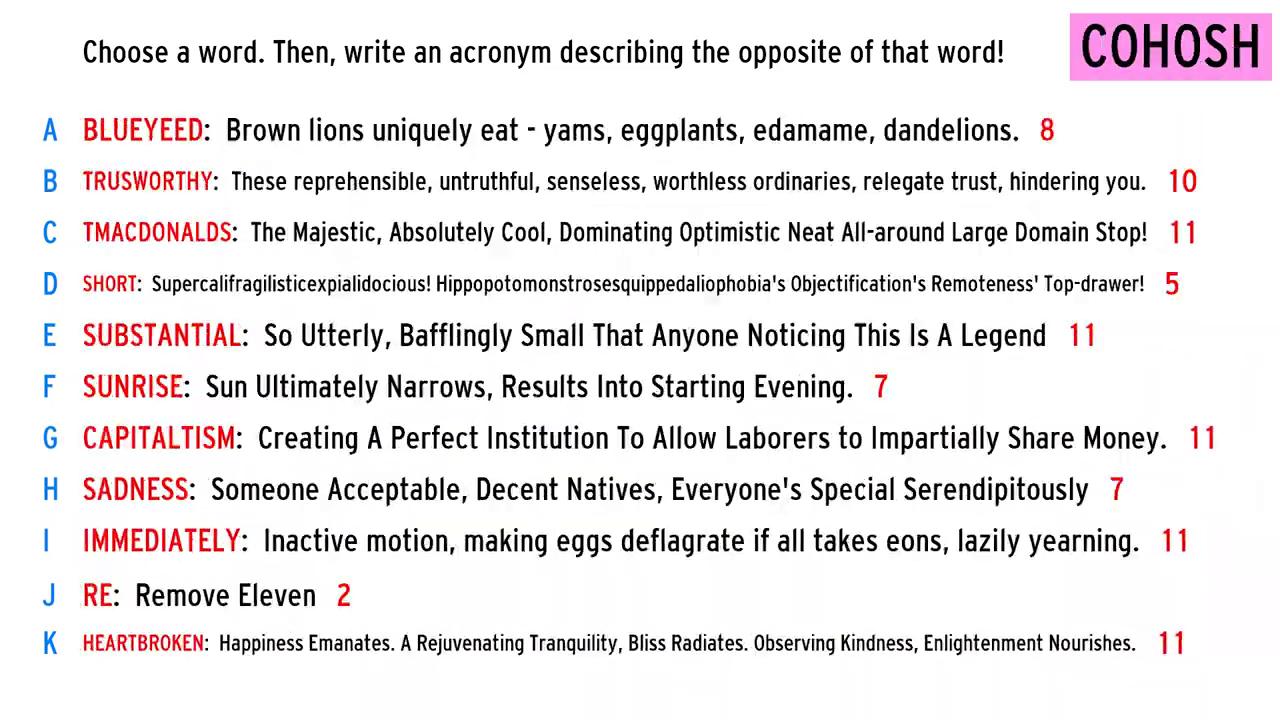 Choose a word. Then, write an acronym describing the opposite of that word!
COHOSH
A BLUEYEED: Brown lions uniquely eat - yams, eggplants, edamame, dandelions. 8
B TRUSWORTHY: These reprehensible, untruthful, senseless, worthless ordinaries, relegate trust, hindering you. 10
C TMACDONALDS: The Majestic, Absolutely Cool, Dominating Optimistic Neat All-around Large Domain Stop! 11
D SHORT: Supercalifragilisticexpialidocious! Hippopotomonstrosesquippedaliophobia's Objectification's Remoteness' Top-drawer! 5
E SUBSTANTIAL: So Utterly, Bafflingly Small That Anyone Noticing This Is A Legend 11
F SUNRISE: Sun Ultimately Narrows, Results Into Starting Evening. 7
G CAPITALTISM: Creating A Perfect Institution To Allow Laborers to Impartially Share Money. 11
H SADNESS: Someone Acceptable, Decent Natives, Everyone's Special Serendipitously 7
I IMMEDIATELY: Inactive motion, making eggs deflagrate if all takes eons, lazily yearning. 11
J RE: Remove Eleven 2
K HEARTBROKEN: Happiness Emanates. A Rejuvenating Tranquility, Bliss Radiates. Observing Kindness, Enlightenment Nourishes. 11